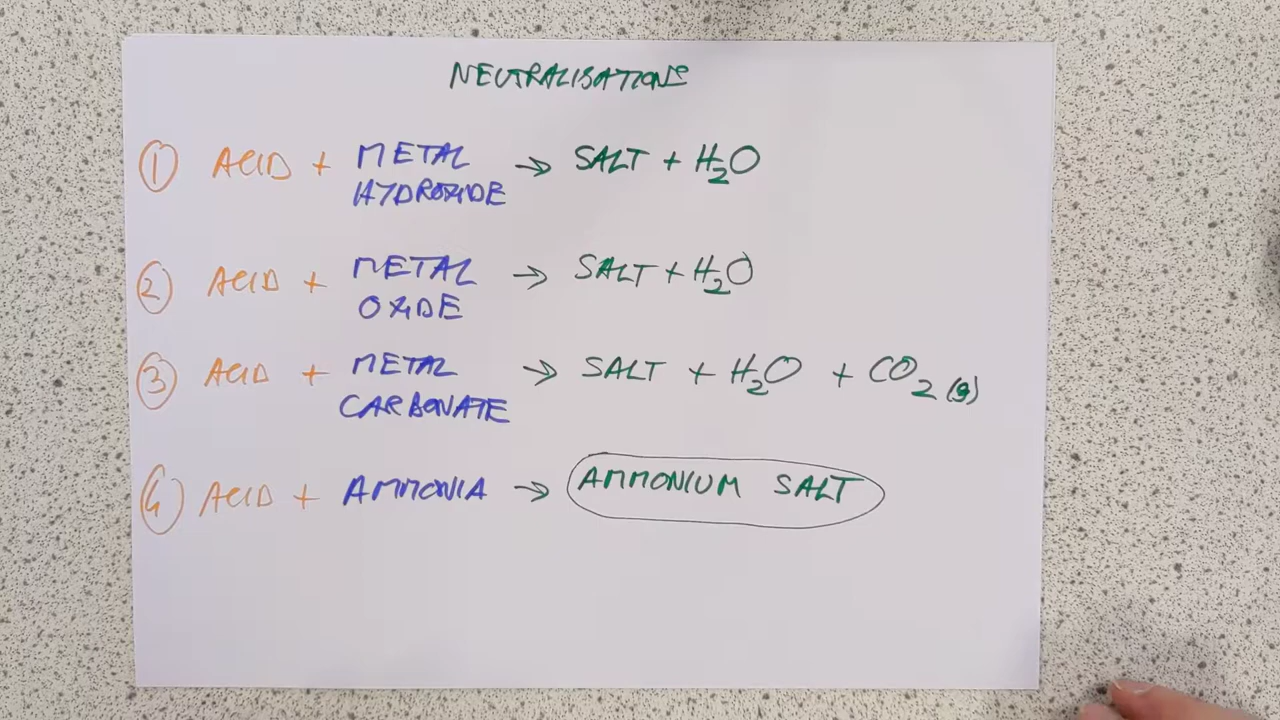 NEUTRALISATIONS
① ACID + METAL HYDROXIDE → SALT + H₂O
② ACID + METAL OXIDE → SALT + H₂O
③ ACID + METAL CARBONATE → SALT + H₂O + CO₂ (g)
④ ACID + AMMONIA → AMMONIUM SALT